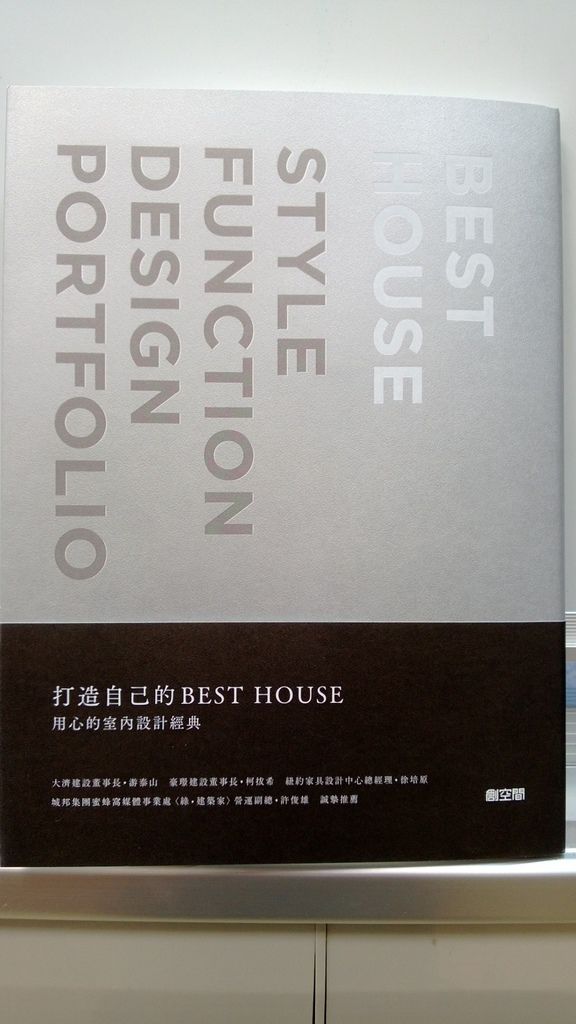 BEST
HOUSE
STYLE
FUNCTION
DESIGN
PORTFOLIO
打造自己的BEST HOUSE
用心的室內設計經典
大濟建設董事長•游泰山 豪璟建設董事長•柯拔希 紐約家具設計中心總經理•徐培原
城邦集團蜜蜂窩媒體事業處〈綠•建築家〉營運副總•許俊雄 誠摯推薦
創空間